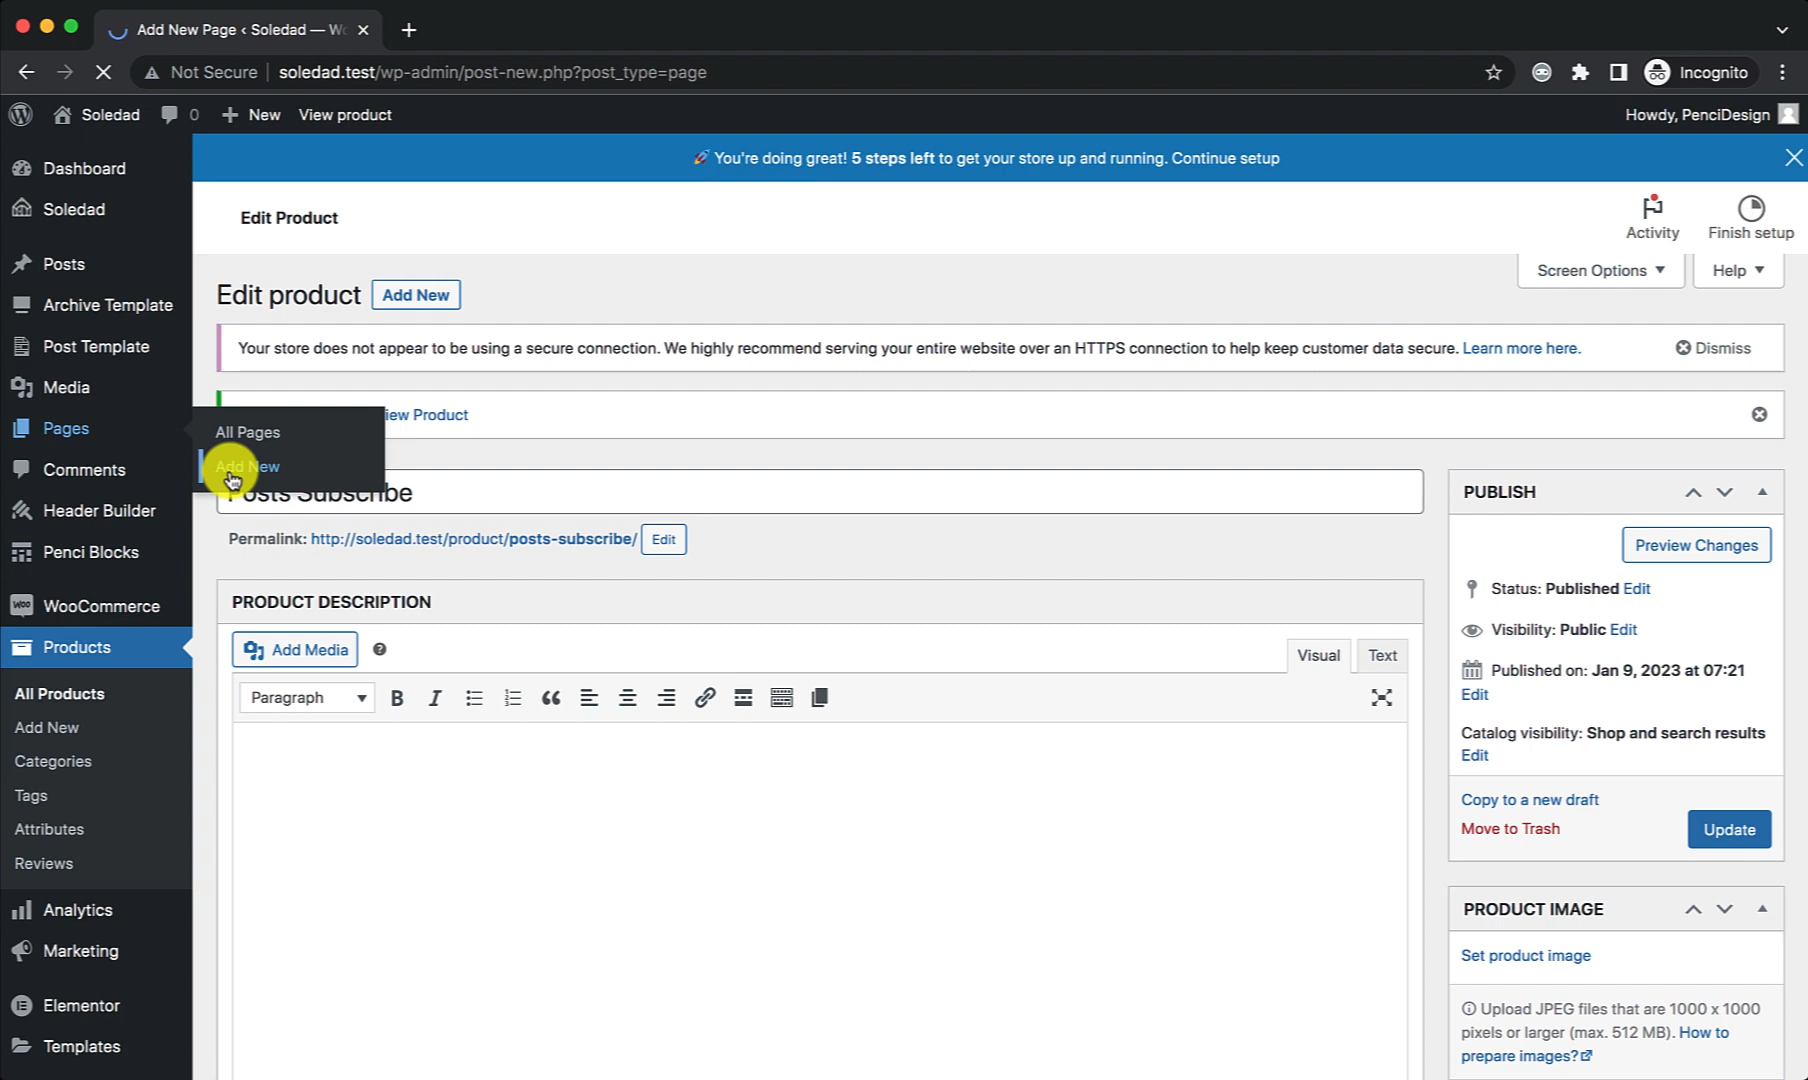 Add New Page ‹ Soledad — Wo
Not Secure soledad.test/wp-admin/post-new.php?post_type=page Incognito
Soledad 0 New View product Howdy, PenciDesign
🚀 You're doing great! 5 steps left to get your store up and running. Continue setup
Edit Product
Activity
Finish setup
Screen Options ▼
Help ▼
Edit product Add New
Your store does not appear to be using a secure connection. We highly recommend serving your entire website over an HTTPS connection to help keep customer data secure. Learn more here. Dismiss
iew Product
Dashboard
Soledad
Posts
Archive Template
Post Template
Media
Pages
All Pages
Add New
Comments
Header Builder
Penci Blocks
WooCommerce
Products
All Products
Add New
Categories
Tags
Attributes
Reviews
Analytics
Marketing
Elementor
Templates
Posts Subscribe
Permalink: http://soledad.test/product/posts-subscribe/ Edit
PRODUCT DESCRIPTION
Add Media
Visual Text
Paragraph
PUBLISH
Preview Changes
Status: Published Edit
Visibility: Public Edit
Published on: Jan 9, 2023 at 07:21
Edit
Catalog visibility: Shop and search results
Edit
Copy to a new draft
Move to Trash
Update
PRODUCT IMAGE
Set product image
Upload JPEG files that are 1000 x 1000
pixels or larger (max. 512 MB). How to
prepare images?